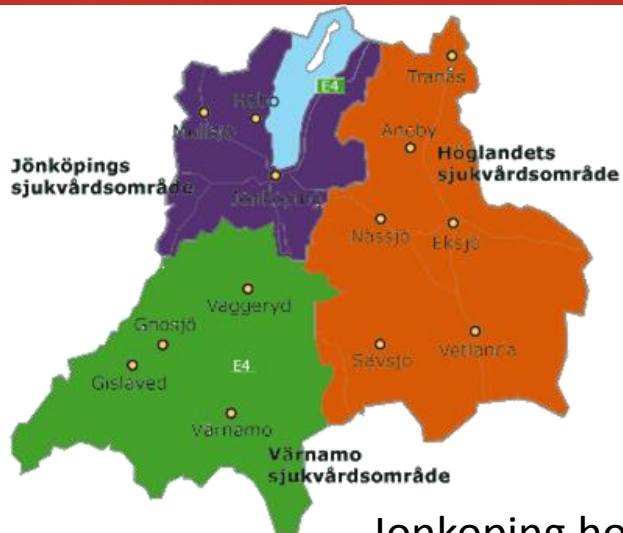 Tranås
E4
Habo
Mullsjö
Aneby
Jönköpings
sjukvårdsområde
Höglandets
sjukvårdsområde
Jönköping
Nässjö
Eksjö
Vaggeryd
Gnosjö
Gislaved
E4
Sävsjö
Vetlanda
Värnamo
Värnamo
sjukvårdsområde